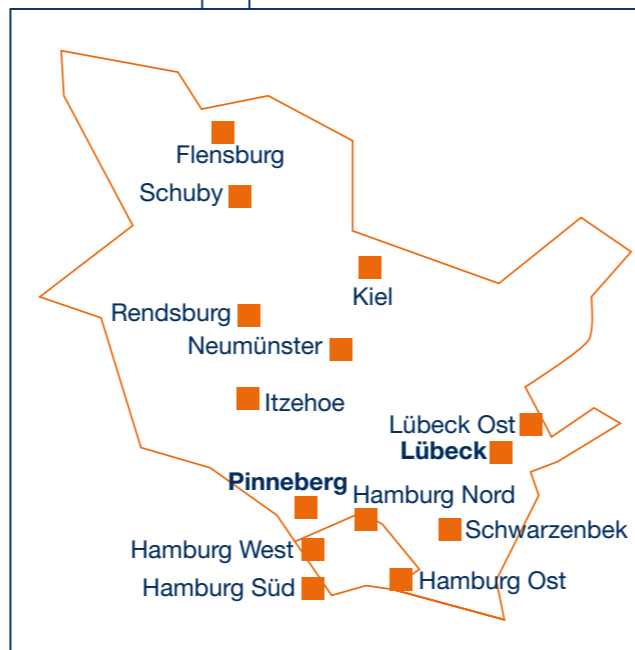 Flensburg
Schuby
Kiel
Rendsburg
Neumünster
Itzehoe
Lübeck Ost
Lübeck
Pinneberg
Hamburg Nord
Schwarzenbek
Hamburg West
Hamburg Ost
Hamburg Süd